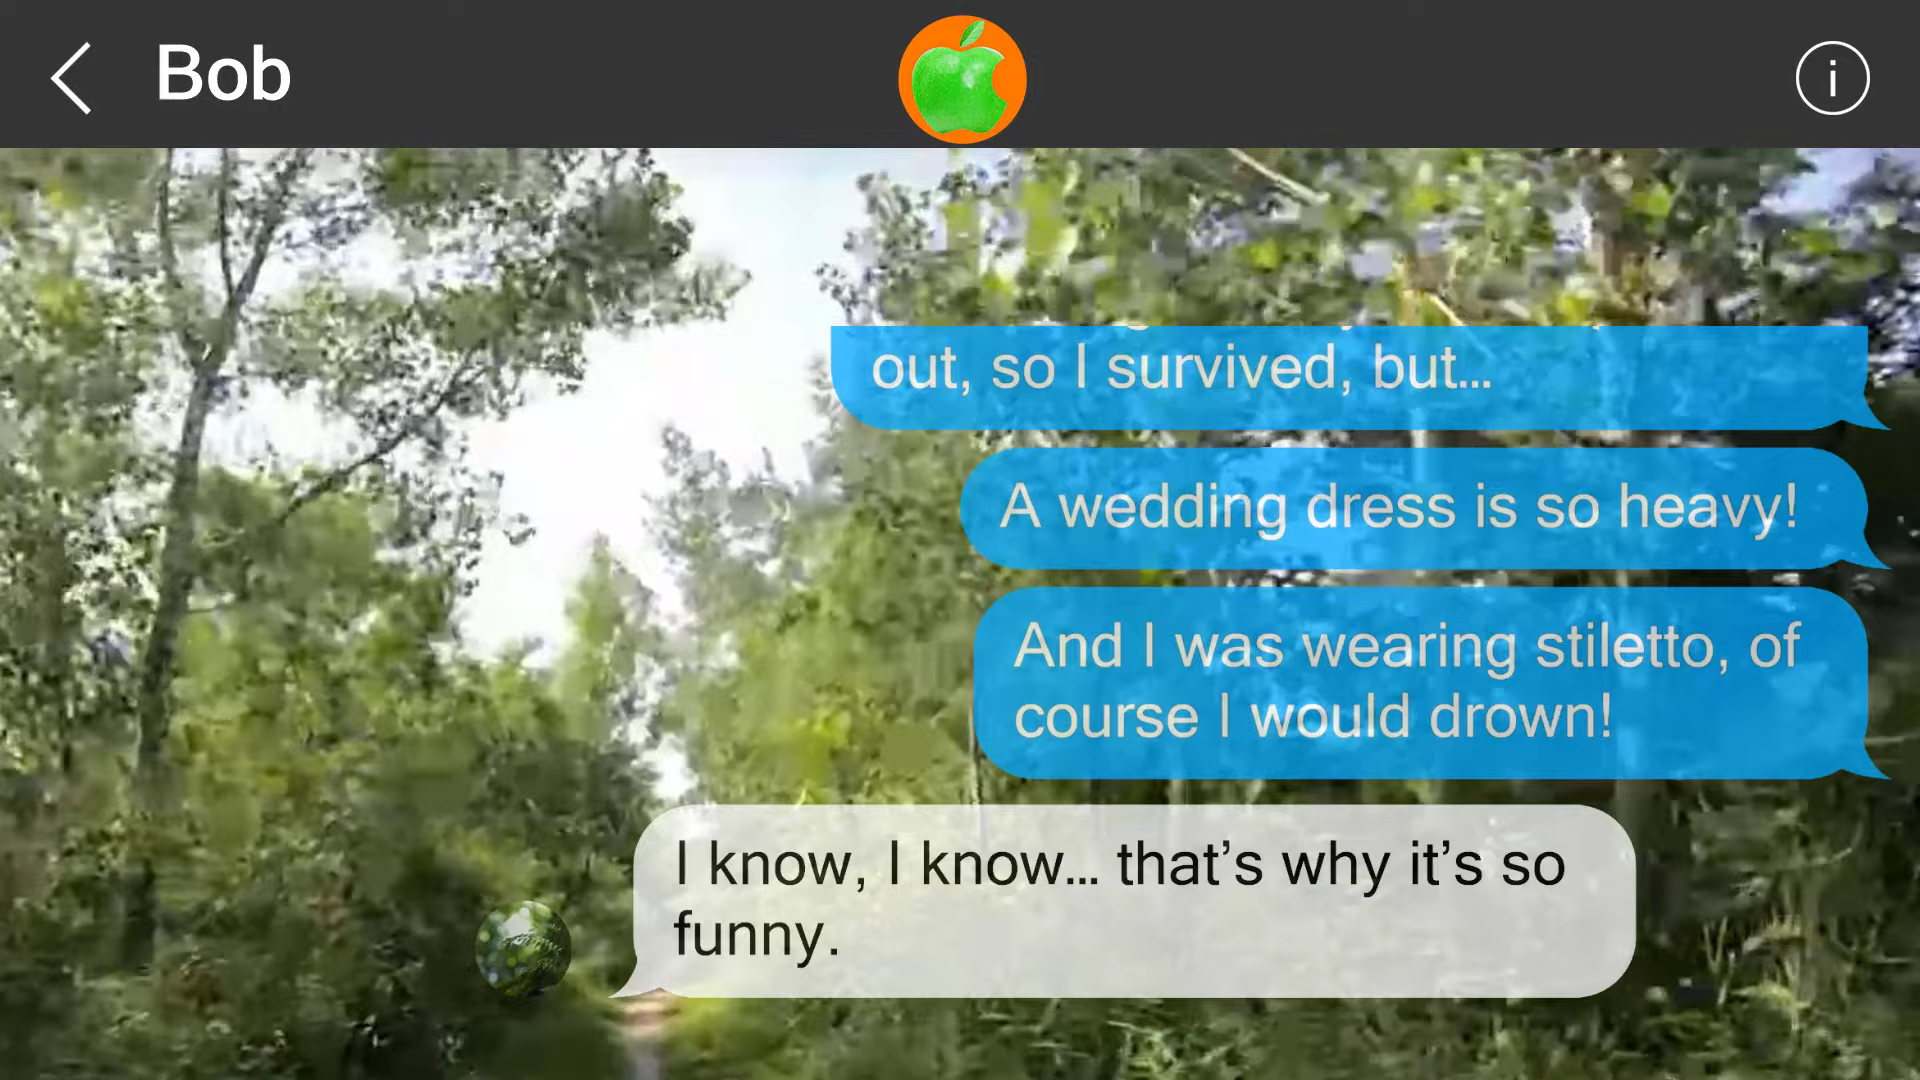 Bob
i
out, so I survived, but…
A wedding dress is so heavy!
And I was wearing stiletto, of
course I would drown!
I know, I know… that’s why it’s so
funny.